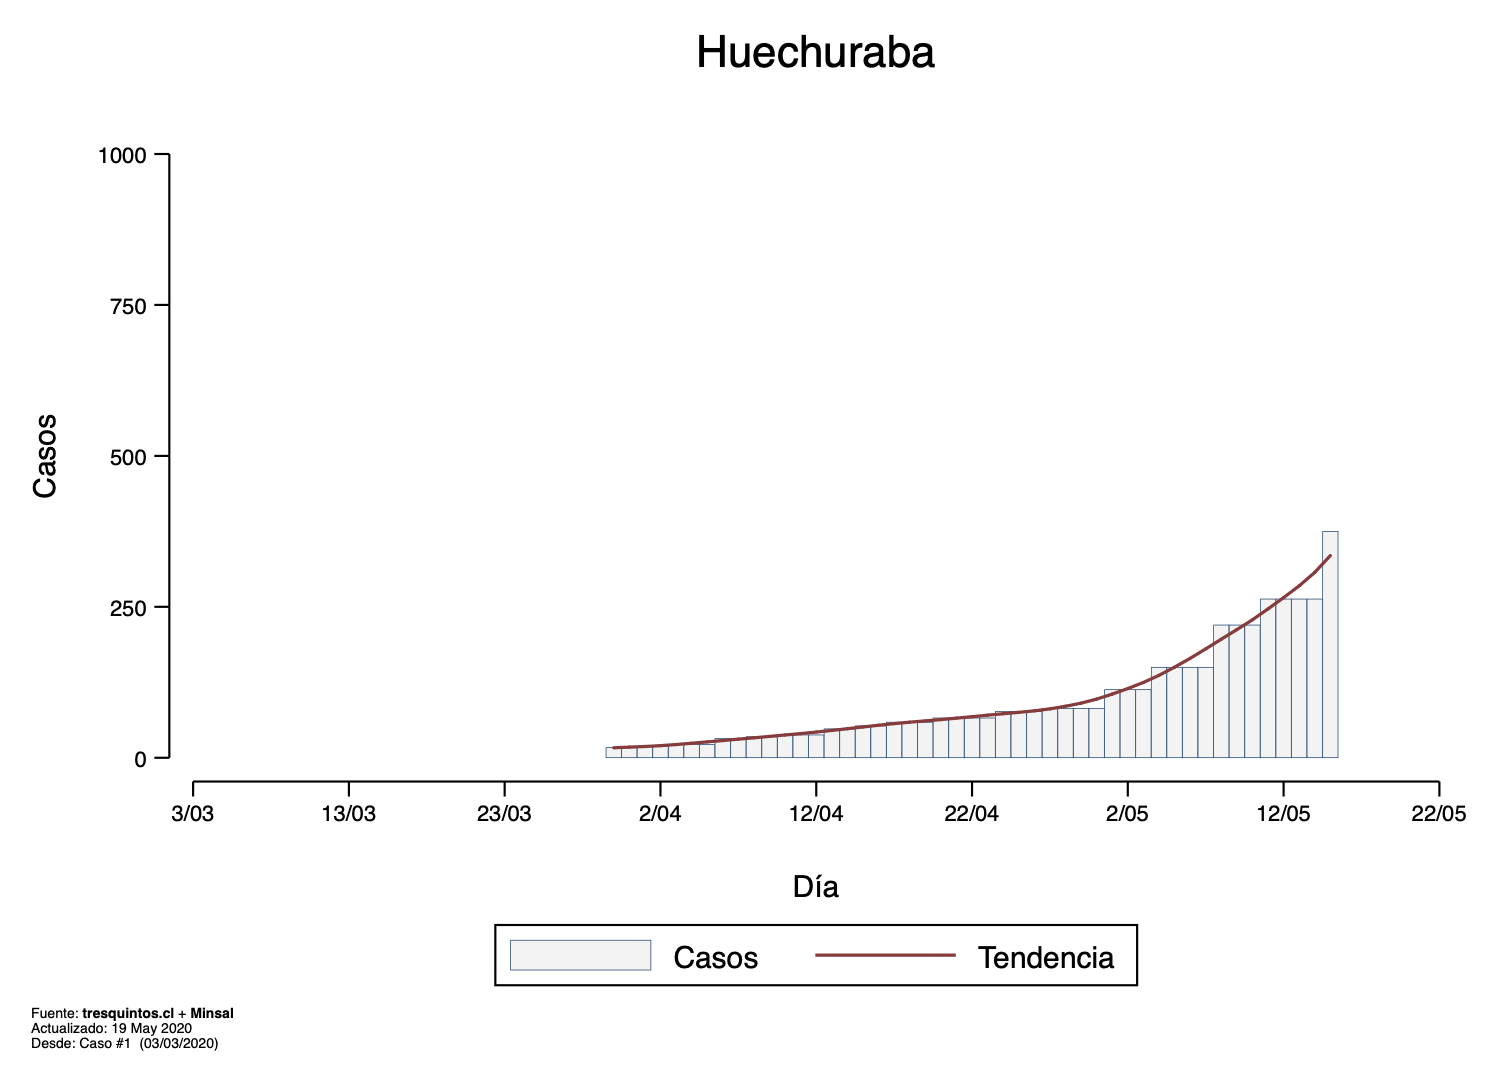 Huechuraba
1000
750
500
250
0
Casos
3/03 13/03 23/03 2/04 12/04 22/04 2/05 12/05 22/05
Día
Casos Tendencia
Fuente: tresquintos.cl + Minsal
Actualizado: 19 May 2020
Desde: Caso #1 (03/03/2020)